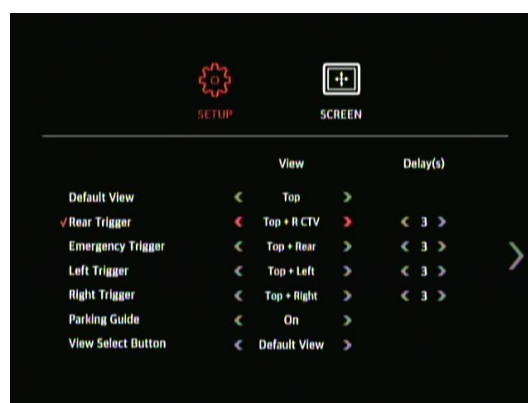 SETUP SCREEN
View Delay(s)
Default View Top
√ Rear Trigger Top + R CTV 3
Emergency Trigger Top + Rear 3
Left Trigger Top + Left 3
Right Trigger Top + Right 3
Parking Guide On
View Select Button Default View